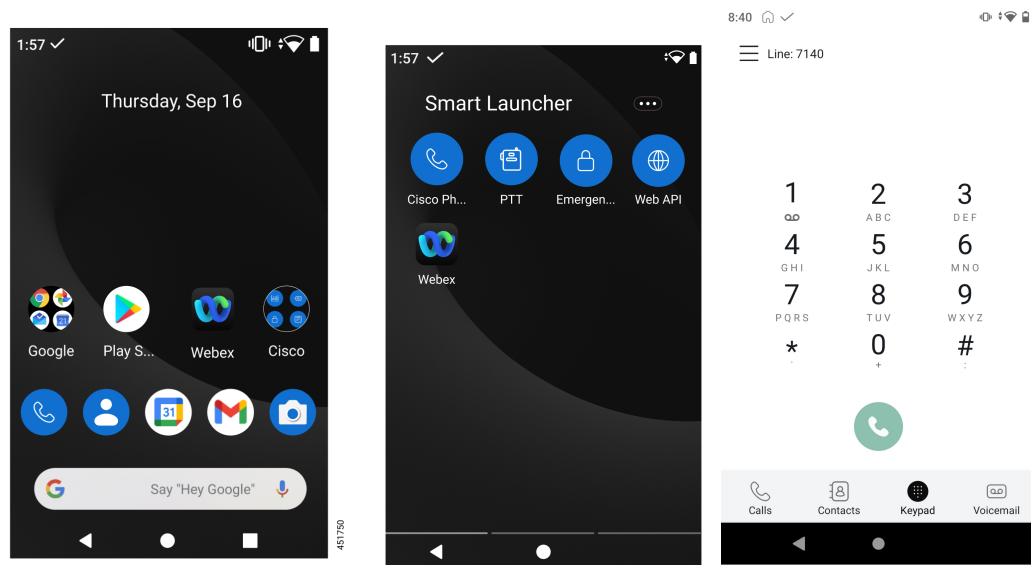 1:57
Thursday, Sep 16
Google
Play S...
Webex
Cisco
31
Say "Hey Google"
451750
1:57
Smart Launcher
Cisco Ph...
PTT
Emergen...
Web API
Webex
8:40
Line: 7140
1
2
3
ABC
DEF
4
5
6
GHI
JKL
MNO
7
8
9
PQRS
TUV
WXYZ
*
0
#
+
Calls
Contacts
Keypad
Voicemail